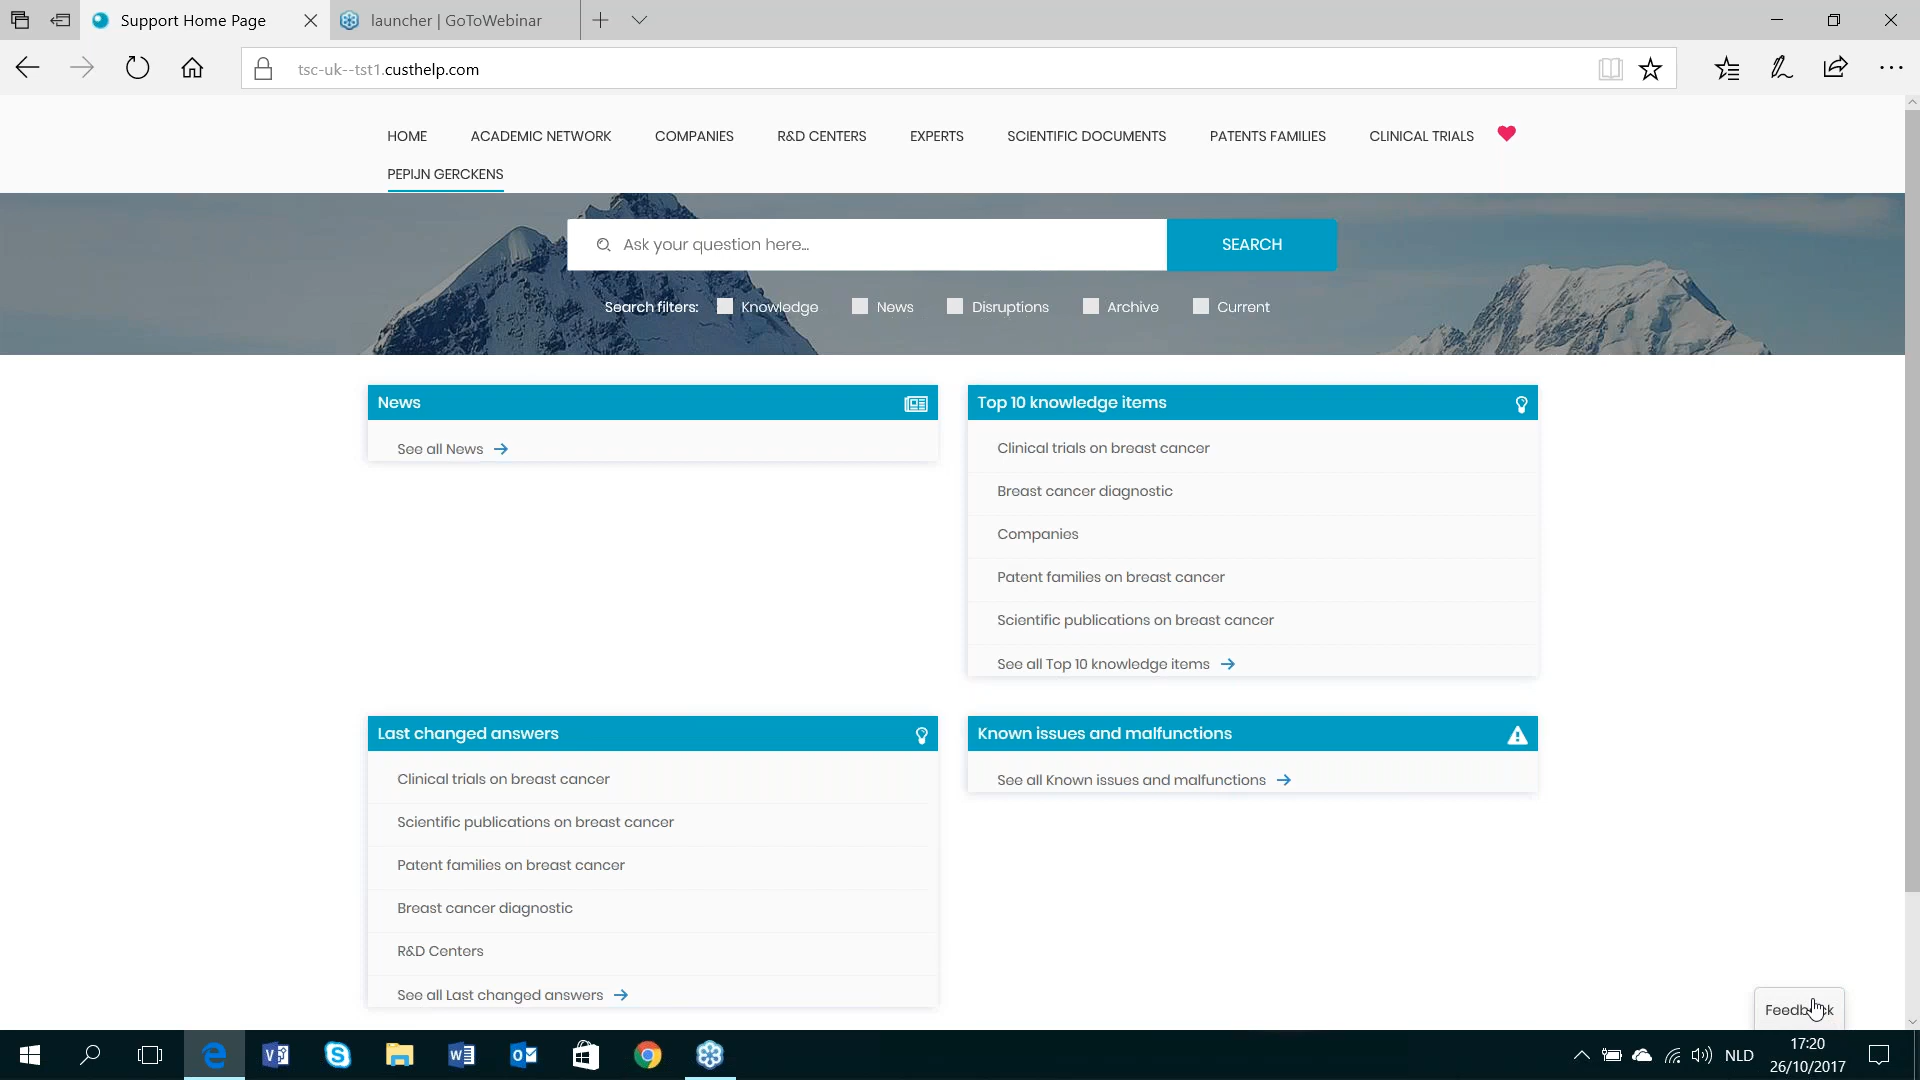 Support Home Page
launcher | GoToWebinar
tsc-uk--tst1.custhelp.com
HOME ACADEMIC NETWORK COMPANIES R&D CENTERS EXPERTS SCIENTIFIC DOCUMENTS PATENTS FAMILIES CLINICAL TRIALS
PEPIJN GERCKENS
Ask your question here...
SEARCH
Search filters: Knowledge News Disruptions Archive Current
News
See all News
Top 10 knowledge items
Clinical trials on breast cancer
Breast cancer diagnostic
Companies
Patent families on breast cancer
Scientific publications on breast cancer
See all Top 10 knowledge items
Last changed answers
Clinical trials on breast cancer
Scientific publications on breast cancer
Patent families on breast cancer
Breast cancer diagnostic
R&D Centers
See all Last changed answers
Known issues and malfunctions
See all Known issues and malfunctions
Feedback
NLD
17:20
26/10/2017